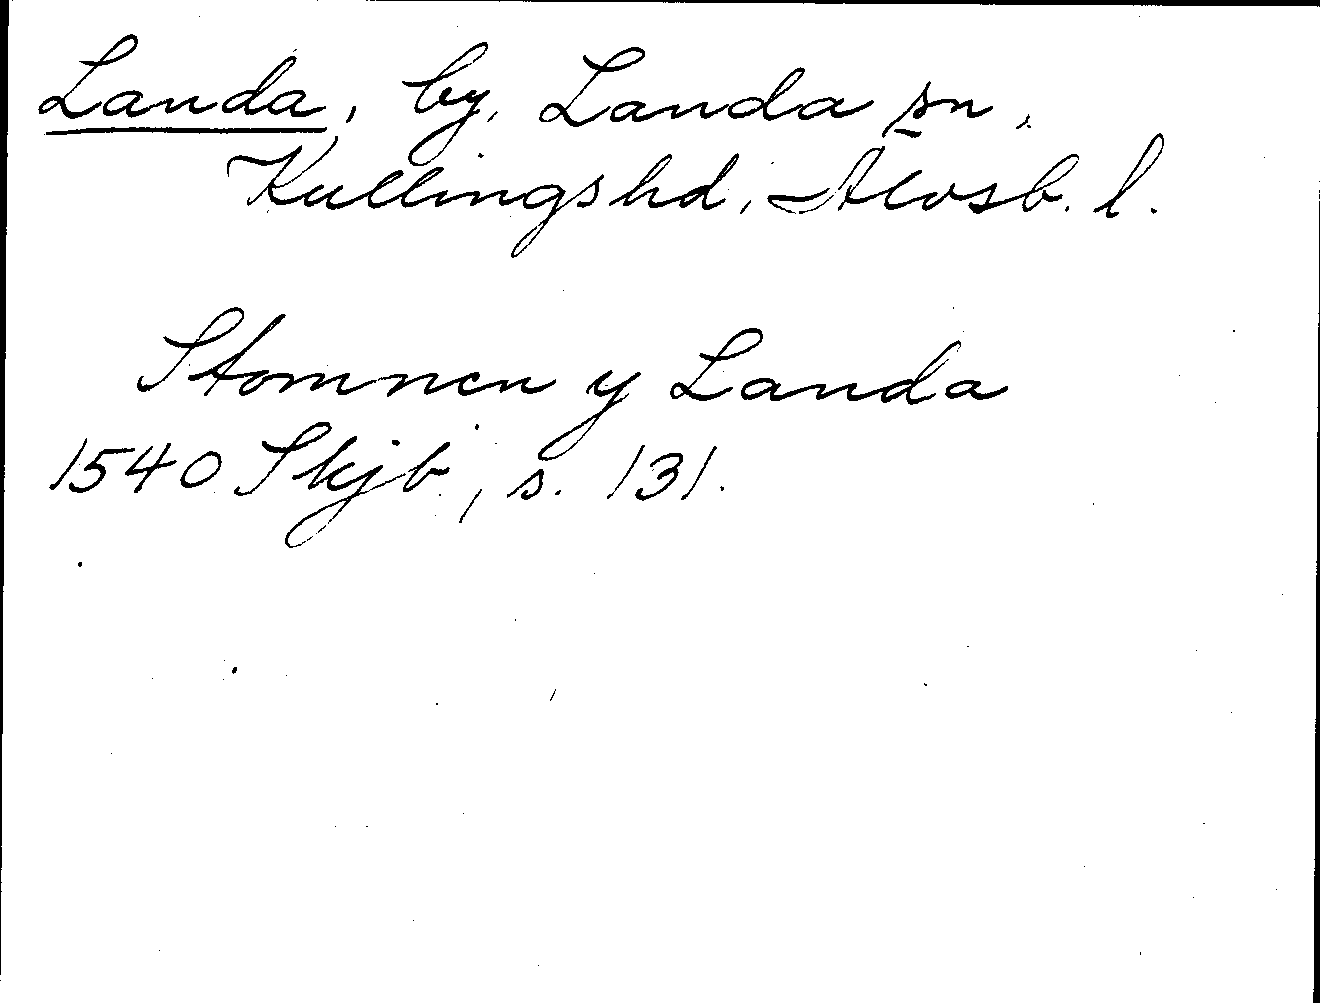 Landa, by, Landa sn,
Kullingshd, Älvsb. l.
Stomnen y Landa
1540 Skjb, s. 131.